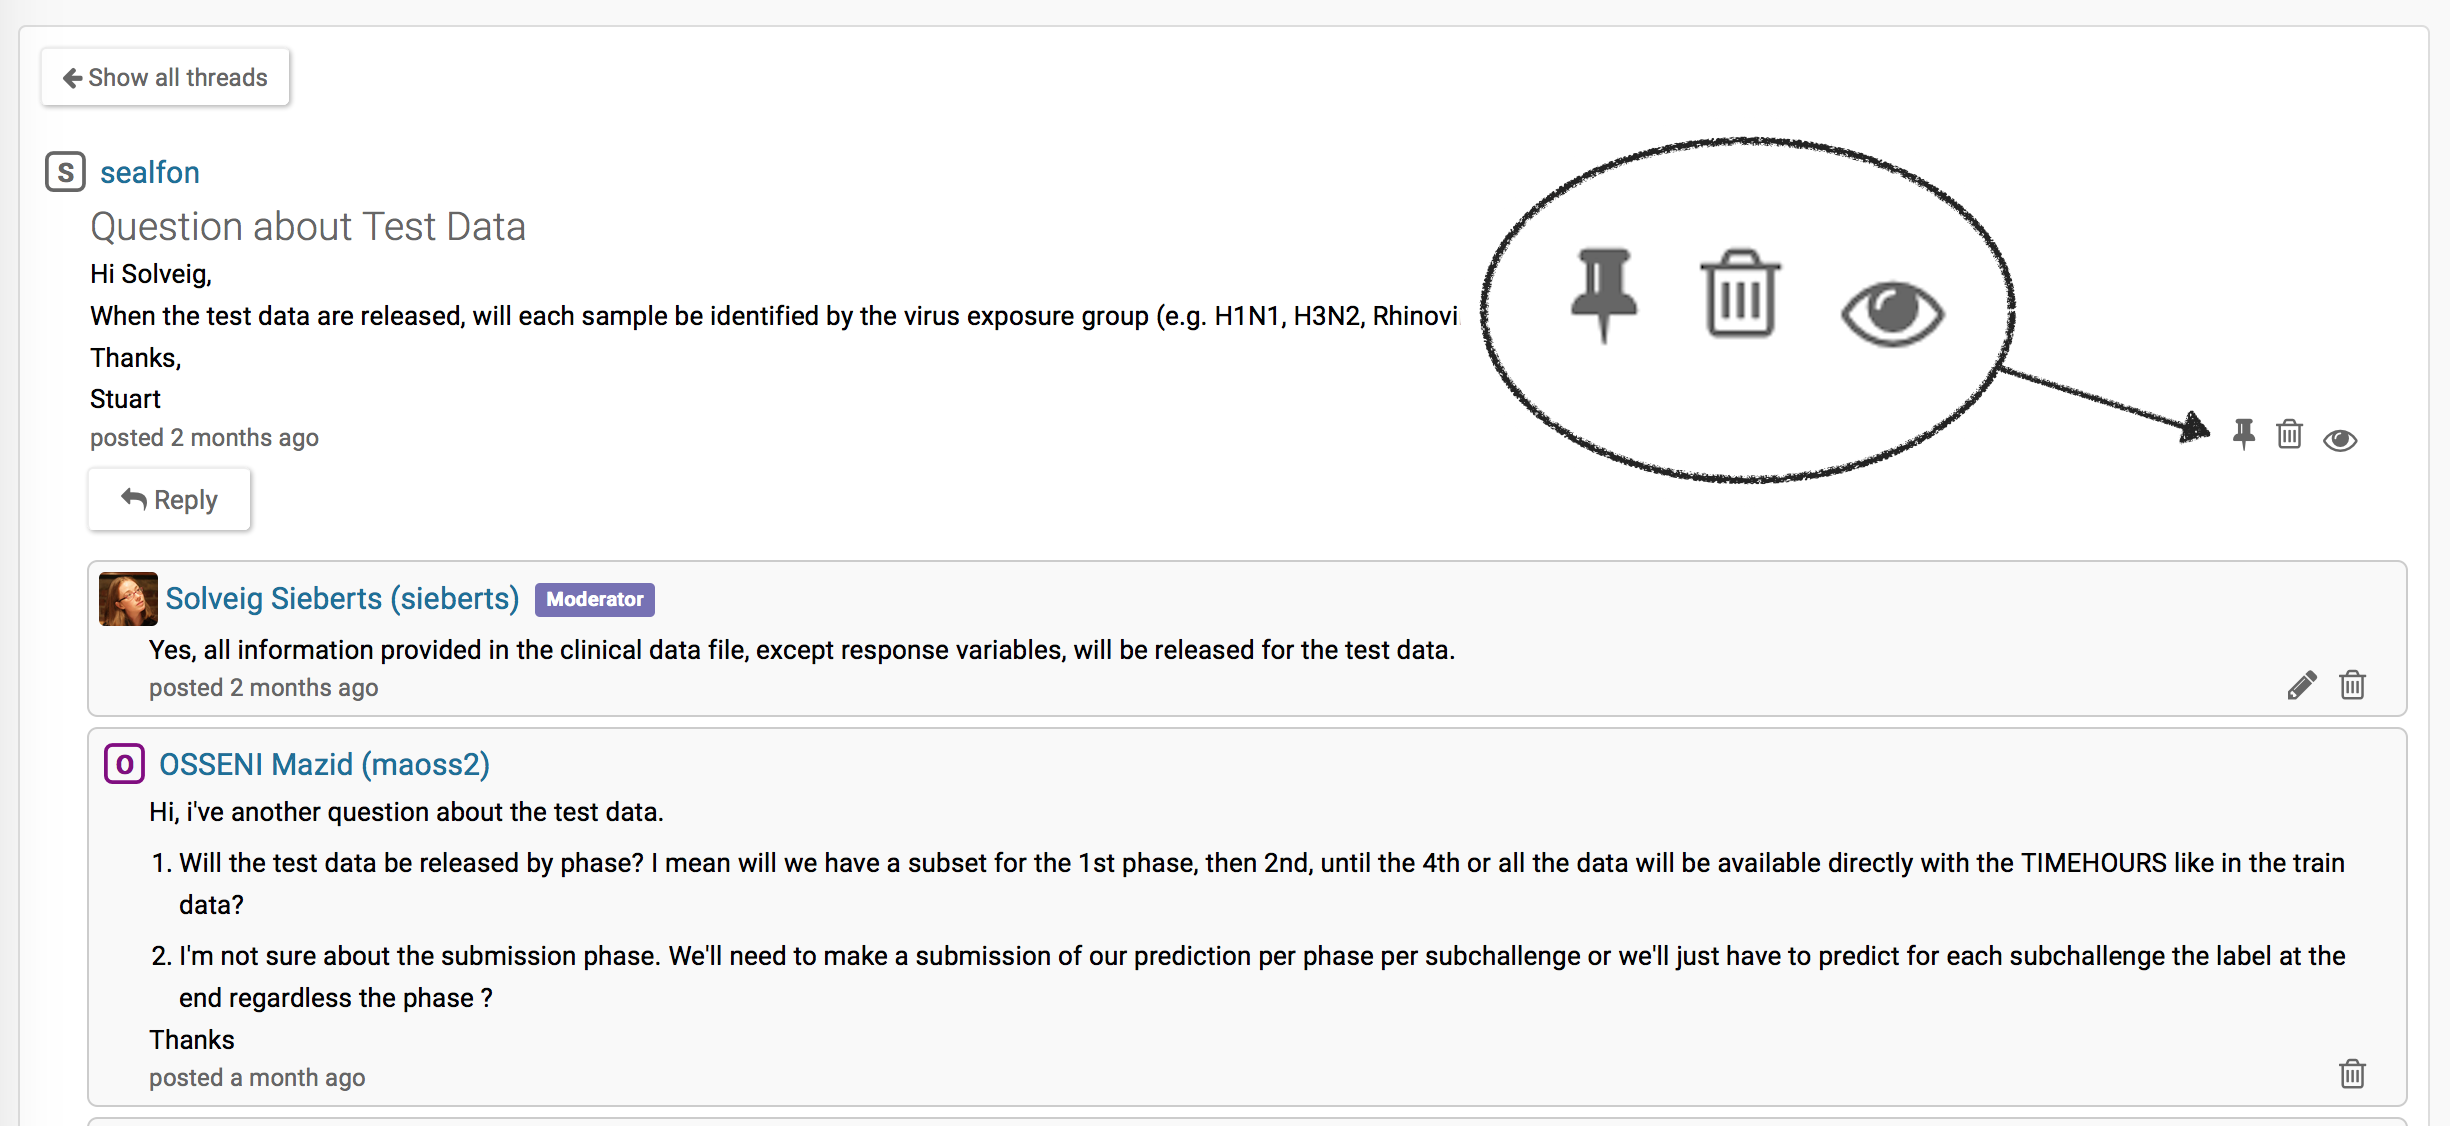 Show all threads
S sealfon
Question about Test Data
Hi Solveig,
When the test data are released, will each sample be identified by the virus exposure group (e.g. H1N1, H3N2, Rhinovi
Thanks,
Stuart
posted 2 months ago
Reply
Solveig Sieberts (sieberts) Moderator
Yes, all information provided in the clinical data file, except response variables, will be released for the test data.
posted 2 months ago
O OSSENI Mazid (maoss2)
Hi, i've another question about the test data.
1. Will the test data be released by phase? I mean will we have a subset for the 1st phase, then 2nd, until the 4th or all the data will be available directly with the TIMEHOURS like in the train
data?
2. I'm not sure about the submission phase. We'll need to make a submission of our prediction per phase per subchallenge or we'll just have to predict for each subchallenge the label at the
end regardless the phase ?
Thanks
posted a month ago